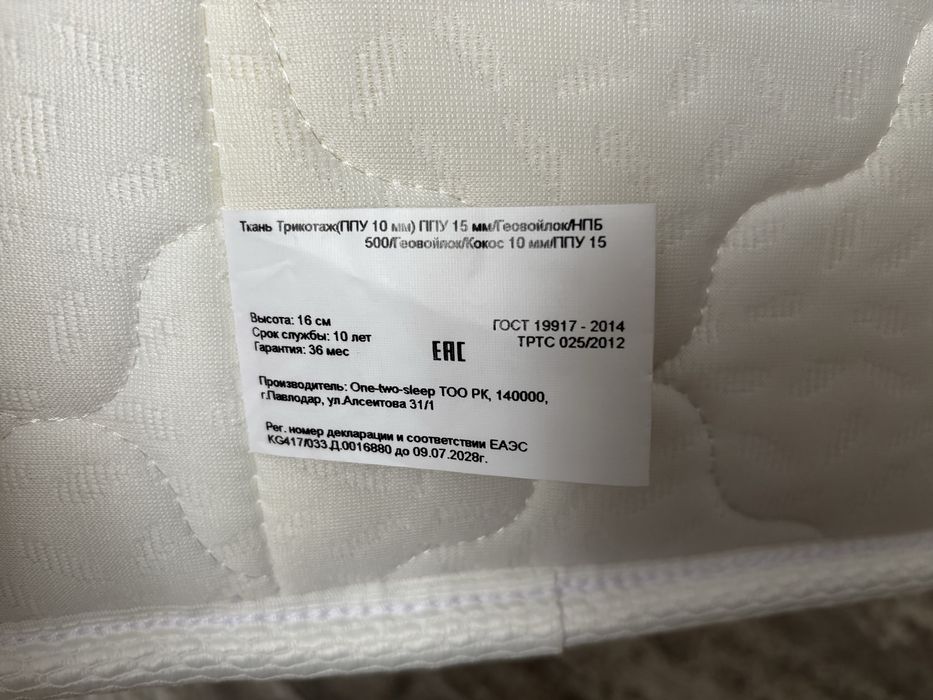 Ткань Трикотаж(ППУ 10 мм) ППУ 15 мм/Геовойлок/НПБ
500/Геовойлок/Кокос 10 мм/ППУ 15
Высота: 16 см
Срок службы: 10 лет
Гарантия: 36 мес
EAC
ГОСТ 19917 - 2014
ТРТС 025/2012
Производитель: One-two-sleep ТОО РК, 140000,
г.Павлодар, ул.Алсеитова 31/1
Рег. номер декларации и соответствии ЕАЭС
KG417/033.Д.0016880 до 09.07.2028г.